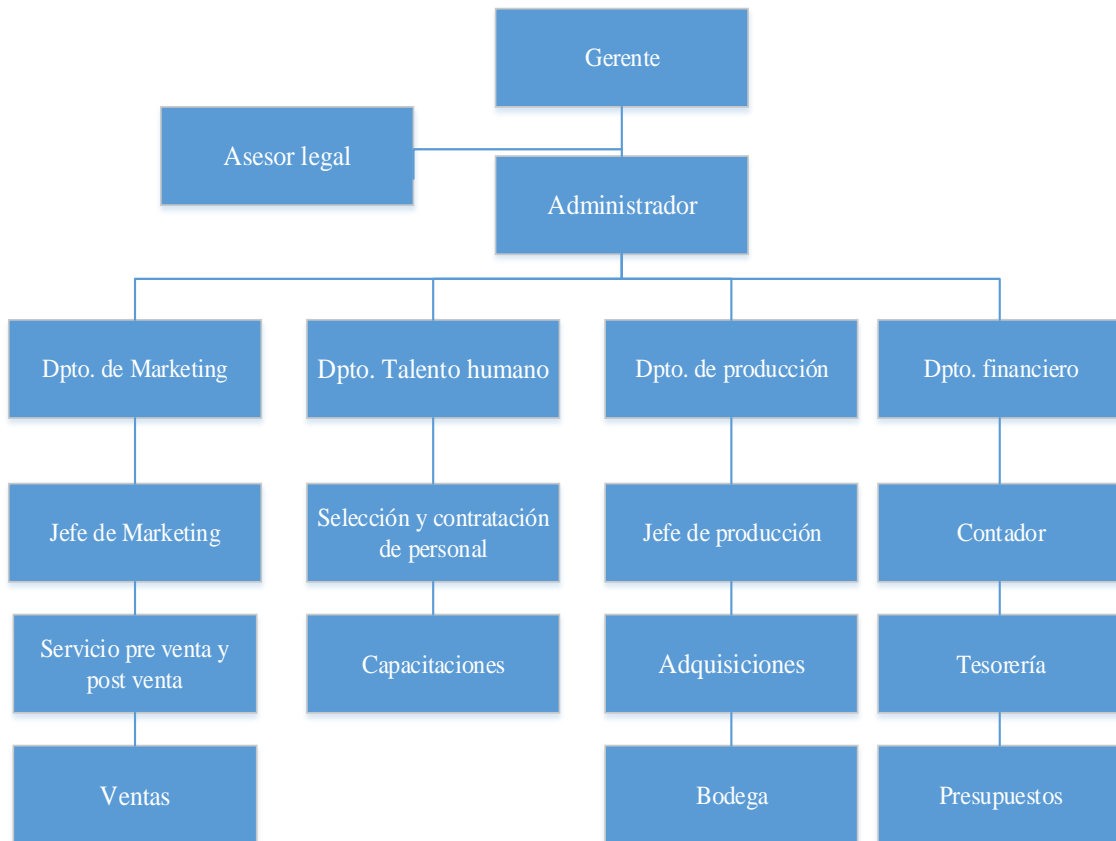 Gerente
Asesor legal
Administrador
Dpto. de Marketing
Dpto. Talento humano
Dpto. de producción
Dpto. financiero
Jefe de Marketing
Selección y contratación
de personal
Jefe de producción
Contador
Servicio pre venta y
post venta
Capacitaciones
Adquisiciones
Tesorería
Ventas
Bodega
Presupuestos